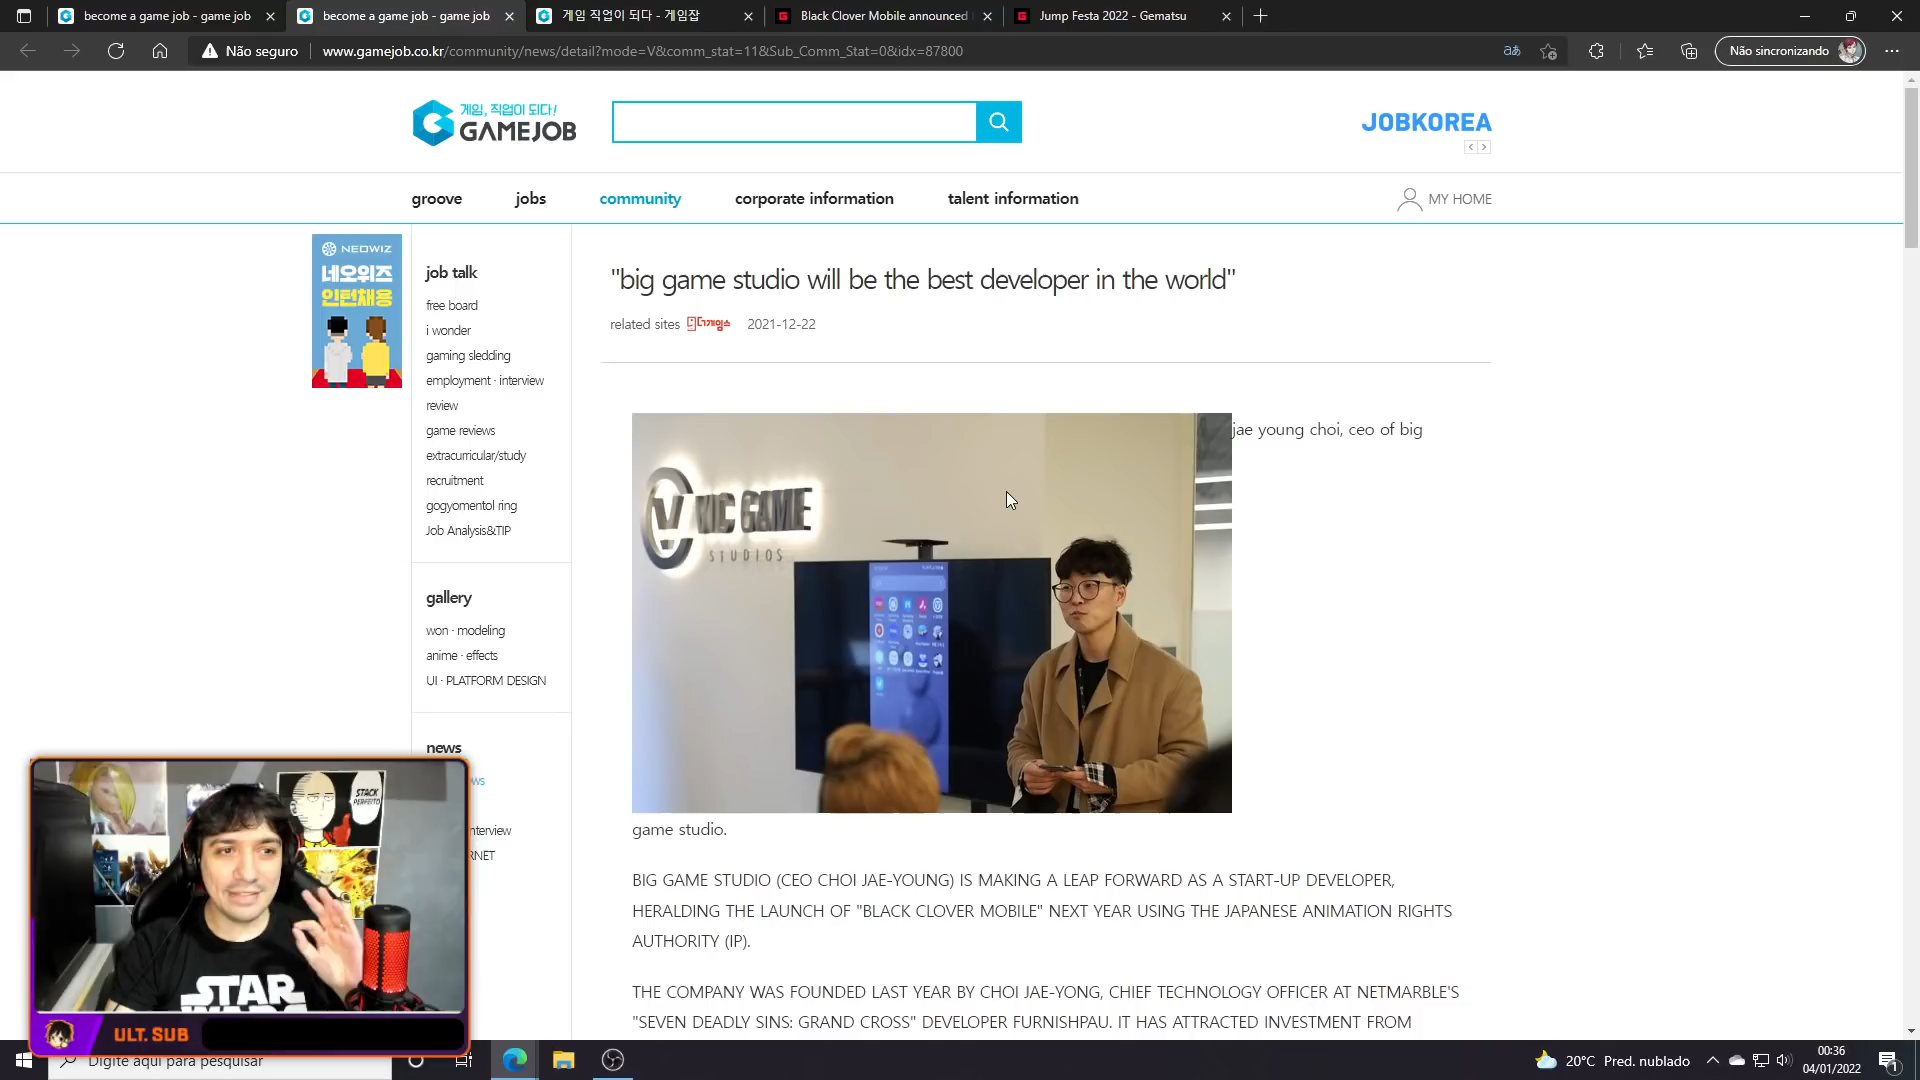 become a game job - game job
become a game job - game job
게임 직업이 되다 - 게임잡
Black Clover Mobile announced
Jump Festa 2022 - Gematsu
Não seguro
www.gamejob.co.kr/community/news/detail?mode=V&comm_stat=11&Sub_Comm_Stat=0&idx=87800
Não sincronizando
게임, 직업이 되다!
GAMEJOB
JOBKOREA
groove
jobs
community
corporate information
talent information
MY HOME
NEOWIZ
네오위즈
인턴채용
job talk
free board
i wonder
gaming sledding
employment · interview
review
game reviews
extracurricular/study
recruitment
gogyomentol ring
Job Analysis&TIP
gallery
won · modeling
anime · effects
UI · PLATFORM DESIGN
news
"big game studio will be the best developer in the world"
related sites
2021-12-22
VIC GAME
STUDIOS
jae young choi, ceo of big
game studio.
BIG GAME STUDIO (CEO CHOI JAE-YOUNG) IS MAKING A LEAP FORWARD AS A START-UP DEVELOPER,
HERALDING THE LAUNCH OF "BLACK CLOVER MOBILE" NEXT YEAR USING THE JAPANESE ANIMATION RIGHTS
AUTHORITY (IP).
THE COMPANY WAS FOUNDED LAST YEAR BY CHOI JAE-YONG, CHIEF TECHNOLOGY OFFICER AT NETMARBLE'S
"SEVEN DEADLY SINS: GRAND CROSS" DEVELOPER FURNISHPAU. IT HAS ATTRACTED INVESTMENT FROM
STACK
PERFEITO
STAR
WARS
ULT. SUB
Digite aqui para pesquisar
20°C Pred. nublado
00:36
04/01/2022